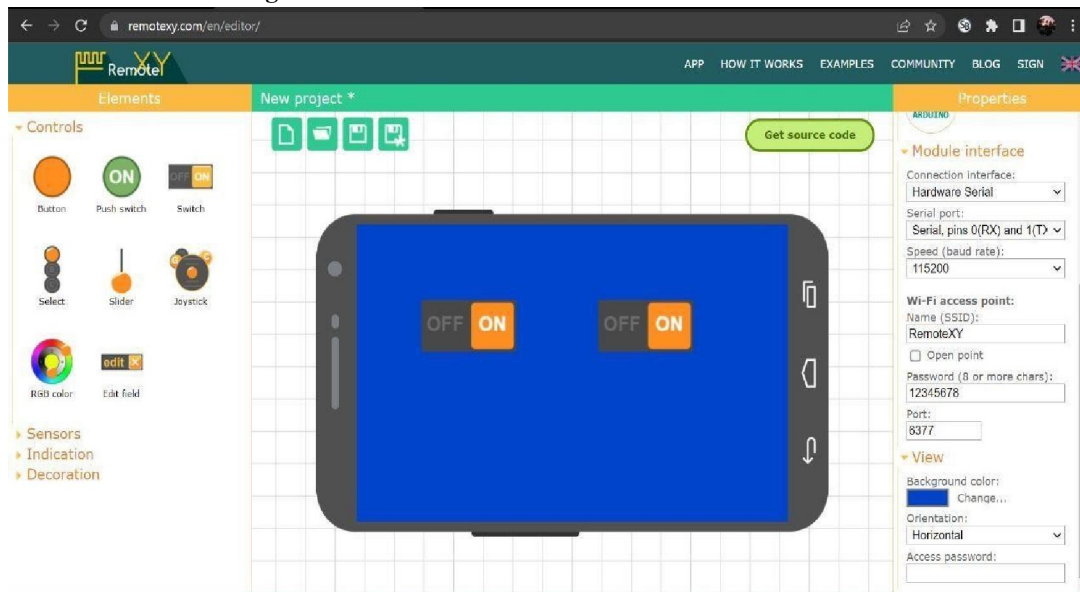 remotexy.com/en/editor/
RemoteXY
APP HOW IT WORKS EXAMPLES COMMUNITY BLOG SIGN
Elements
New project *
Properties
Controls
Get source code
ARDUINO
Module interface
ON
OFF ON
Button Push switch Switch
Connection interface:
Hardware Serial
Serial port:
Serial, pins 0(RX) and 1(TX
Speed (baud rate):
115200
Select Slider Joystick
OFF ON
OFF ON
Wi-Fi access point:
Name (SSID):
RemoteXY
Open point
edit
RGB color Edit field
Password (8 or more chars):
12345678
Port:
6377
Sensors
Indication
Decoration
View
Background color:
Change...
Orientation:
Horizontal
Access password: